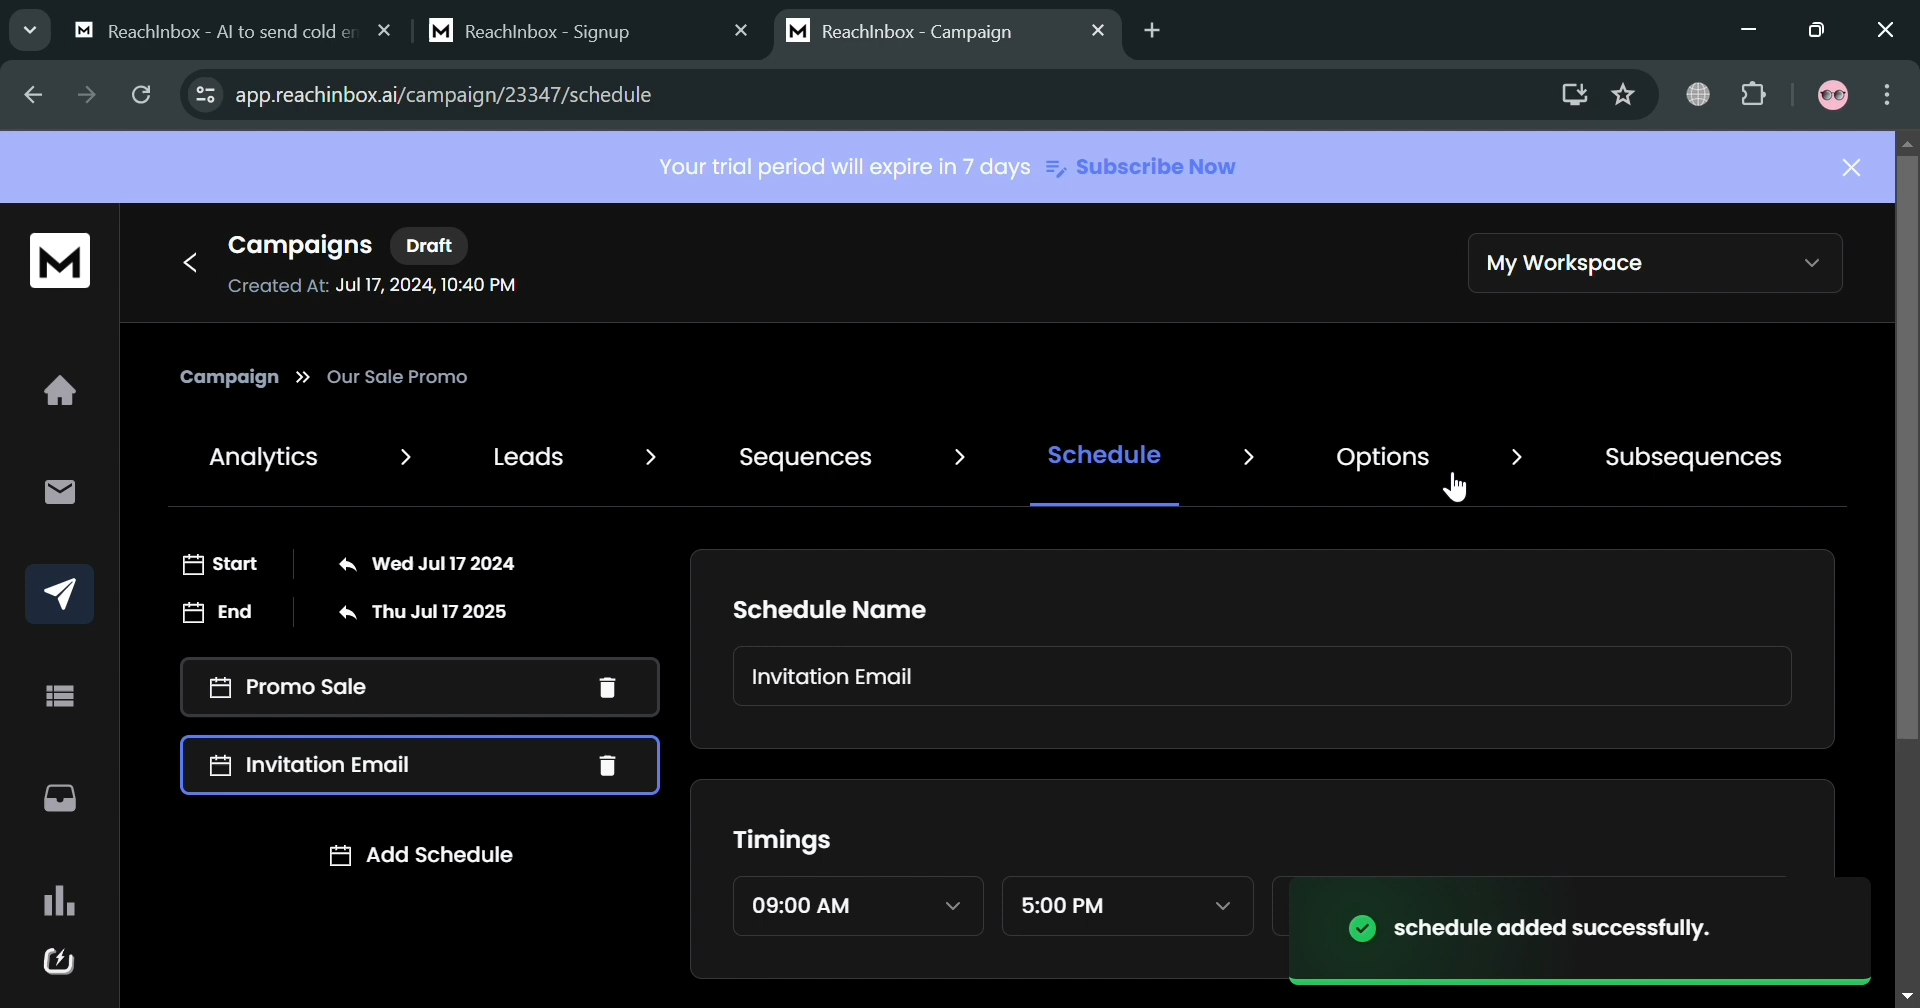 ReachInbox - AI to send cold en
ReachInbox - Signup
ReachInbox - Campaign
app.reachinbox.ai/campaign/23347/schedule
Your trial period will expire in 7 days Subscribe Now
Campaigns Draft
Created At: Jul 17, 2024, 10:40 PM
My Workspace
Campaign » Our Sale Promo
Analytics > Leads > Sequences > Schedule > Options > Subsequences
Start Wed Jul 17 2024
End Thu Jul 17 2025
Promo Sale
Invitation Email
Add Schedule
Schedule Name
Invitation Email
Timings
09:00 AM 5:00 PM
schedule added successfully.